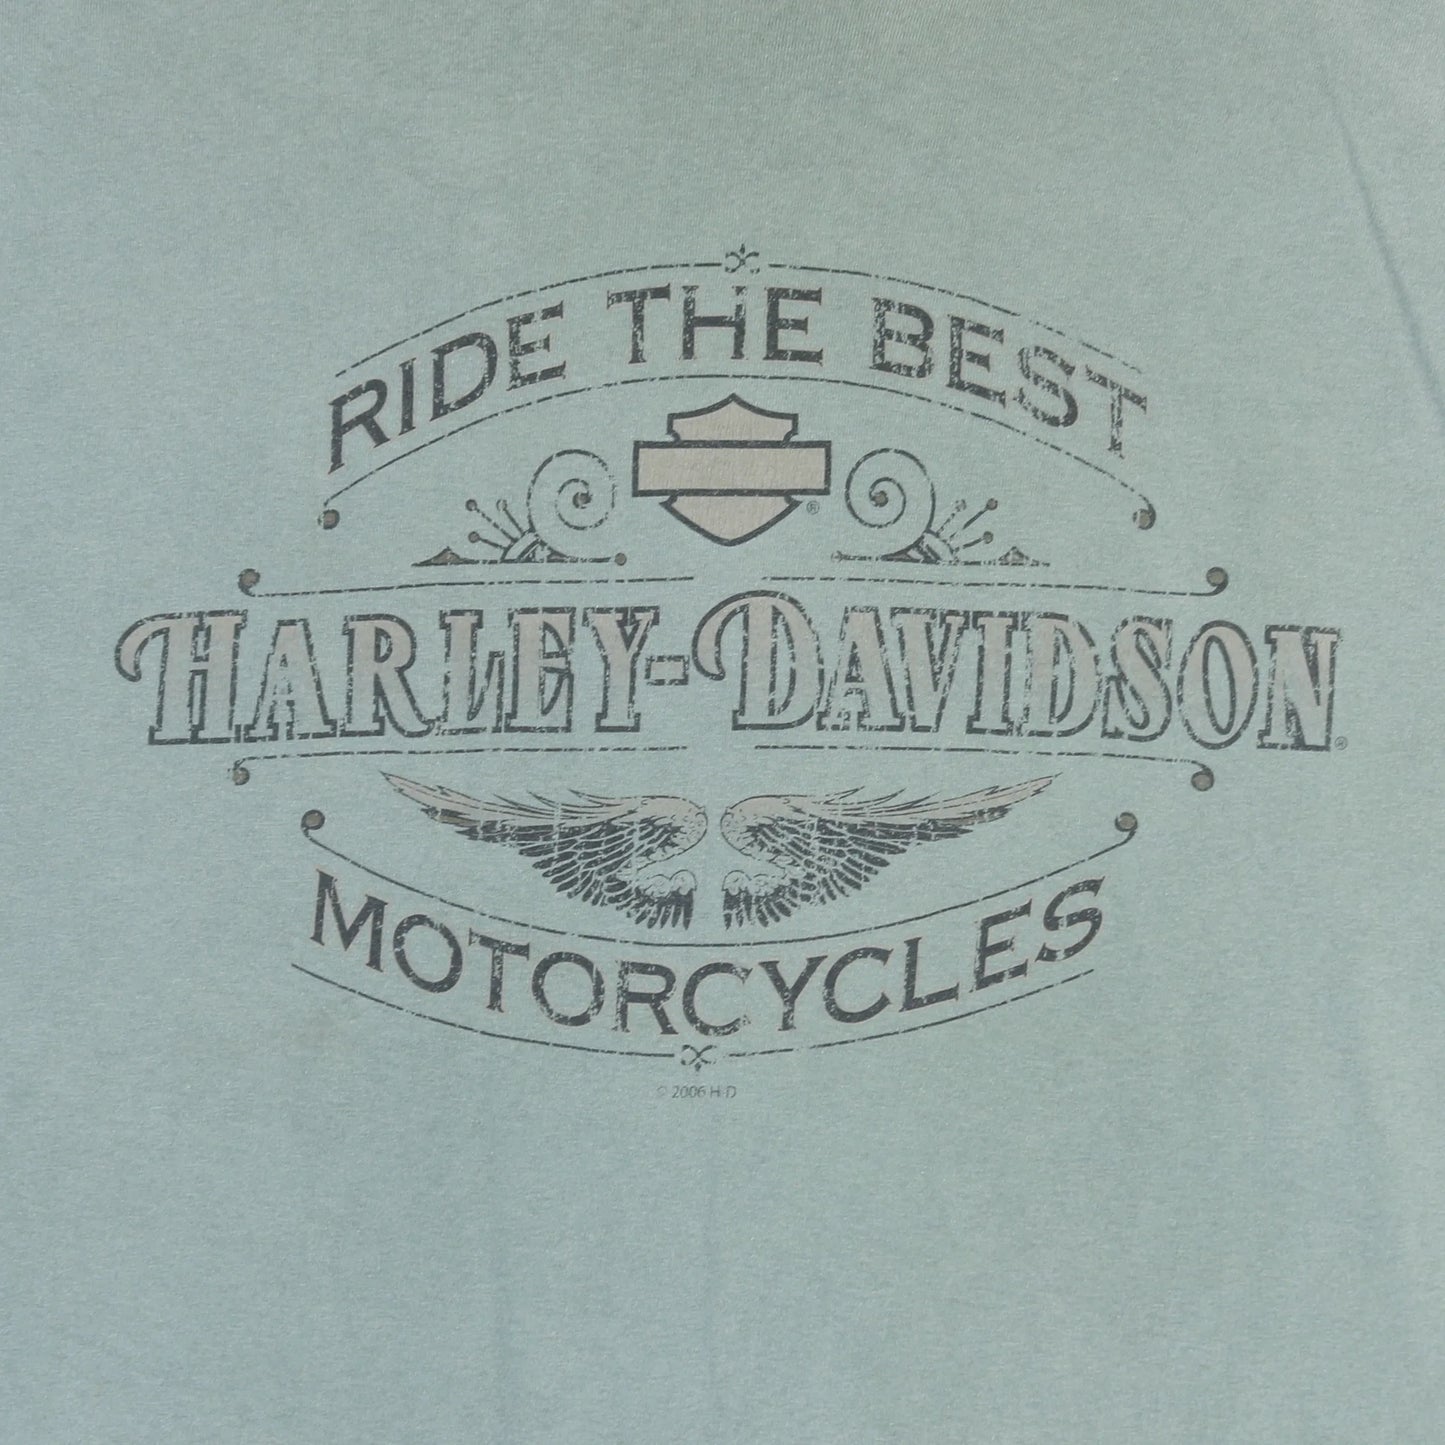 RIDE THE BEST
®
HARLEY-DAVIDSON®
MOTORCYCLES
© 2006 H-D